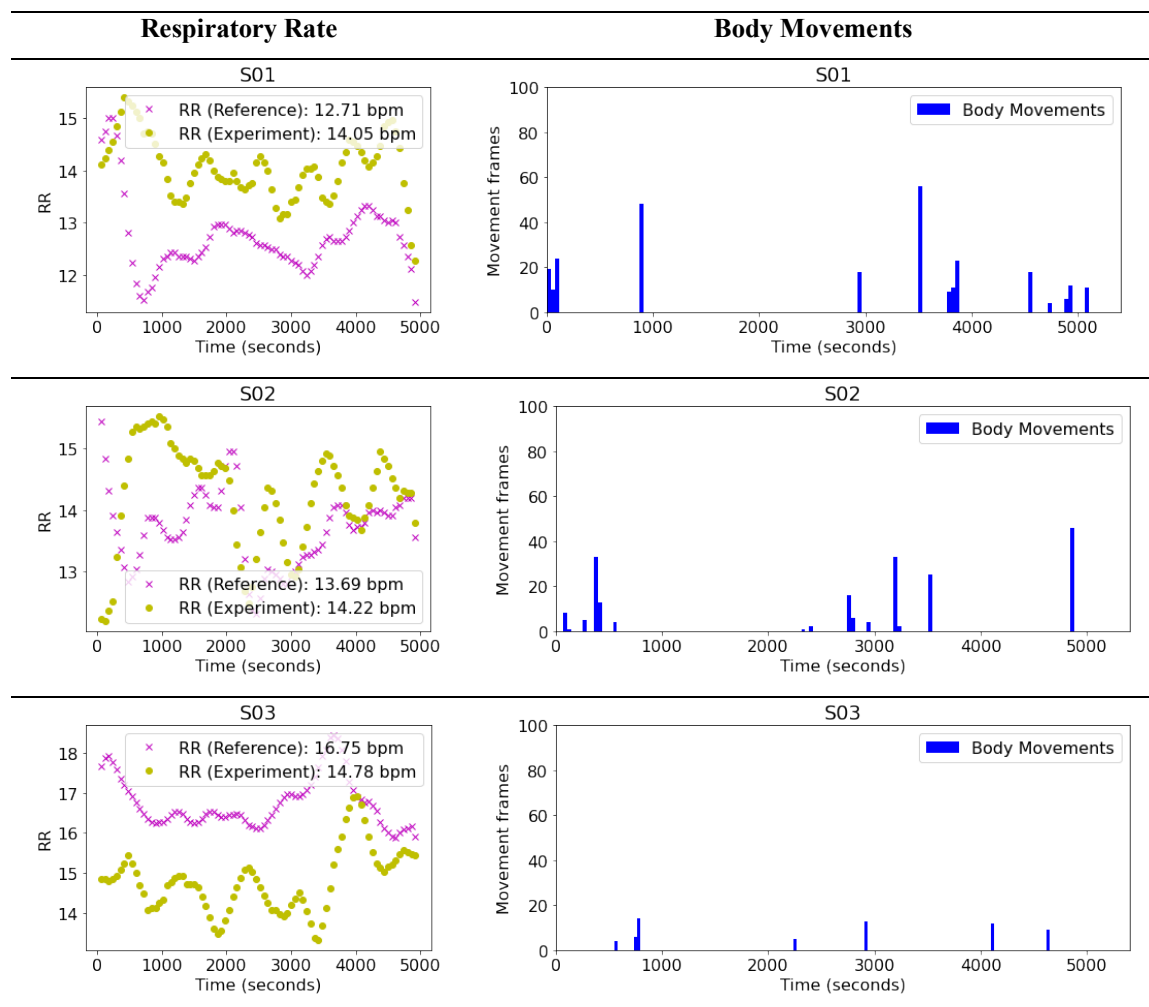 Respiratory Rate Body Movements
S01
RR (Reference): 12.71 bpm
RR (Experiment): 14.05 bpm
15
14
13
12
RR
0 1000 2000 3000 4000 5000
Time (seconds)
S01
Body Movements
100
80
60
40
20
0
Movement frames
0 1000 2000 3000 4000 5000
Time (seconds)
S02
15
14
13
RR
RR (Reference): 13.69 bpm
RR (Experiment): 14.22 bpm
0 1000 2000 3000 4000 5000
Time (seconds)
S02
Body Movements
100
80
60
40
20
0
Movement frames
0 1000 2000 3000 4000 5000
Time (seconds)
S03
RR (Reference): 16.75 bpm
RR (Experiment): 14.78 bpm
18
17
16
15
14
RR
0 1000 2000 3000 4000 5000
Time (seconds)
S03
Body Movements
100
80
60
40
20
0
Movement frames
0 1000 2000 3000 4000 5000
Time (seconds)